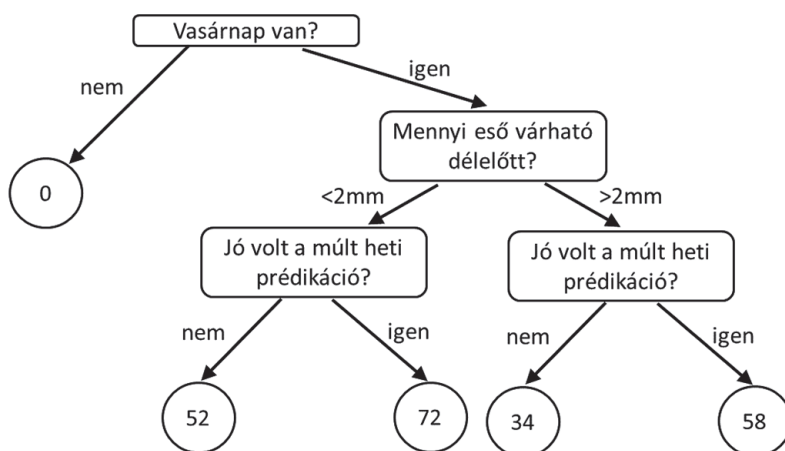 Vasárnap van?
nem
igen
Mennyi eső várható
délelőtt?
0
<2mm
>2mm
Jó volt a múlt heti
prédikáció?
Jó volt a múlt heti
prédikáció?
nem
igen
nem
igen
52
72
34
58